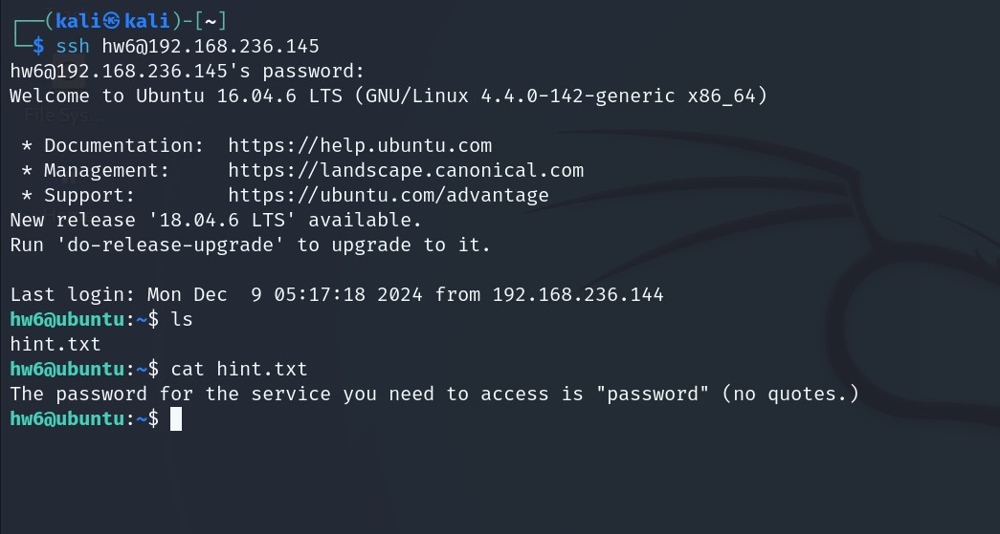 ┌──(kali㉿kali)-[~]
└─$ ssh hw6@192.168.236.145
hw6@192.168.236.145's password:
Welcome to Ubuntu 16.04.6 LTS (GNU/Linux 4.4.0-142-generic x86_64)
File Sys...
 * Documentation:  https://help.ubuntu.com
 * Management:     https://landscape.canonical.com
 * Support:        https://ubuntu.com/advantage
New release '18.04.6 LTS' available.
Run 'do-release-upgrade' to upgrade to it.
Last login: Mon Dec  9 05:17:18 2024 from 192.168.236.144
hw6@ubuntu:~$ ls
hint.txt
hw6@ubuntu:~$ cat hint.txt
The password for the service you need to access is "password" (no quotes.)
hw6@ubuntu:~$